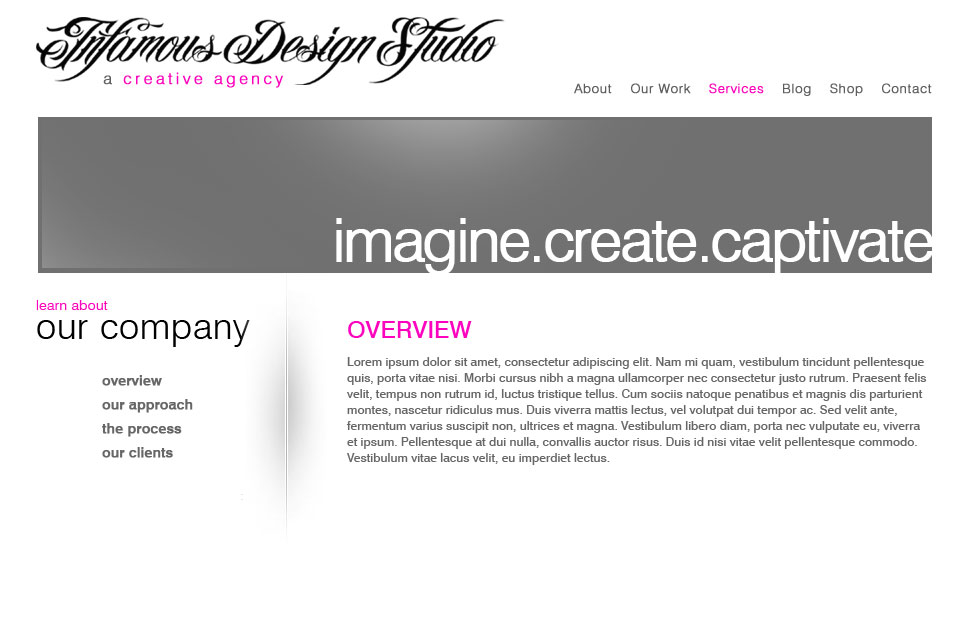 Infamous Design Studio
a creative agency
About Our Work Services Blog Shop Contact
imagine.create.captivate
learn about
our company
overview
our approach
the process
our clients
OVERVIEW
Lorem ipsum dolor sit amet, consectetur adipiscing elit. Nam mi quam, vestibulum tincidunt pellentesque
quis, porta vitae nisi. Morbi cursus nibh a magna ullamcorper nec consectetur justo rutrum. Praesent felis
velit, tempus non rutrum id, luctus tristique tellus. Cum sociis natoque penatibus et magnis dis parturient
montes, nascetur ridiculus mus. Duis viverra mattis lectus, vel volutpat dui tempor ac. Sed velit ante,
fermentum varius suscipit non, ultrices et magna. Vestibulum libero diam, porta nec vulputate eu, viverra
et ipsum. Pellentesque at dui nulla, convallis auctor risus. Duis id nisi vitae velit pellentesque commodo.
Vestibulum vitae lacus velit, eu imperdiet lectus.